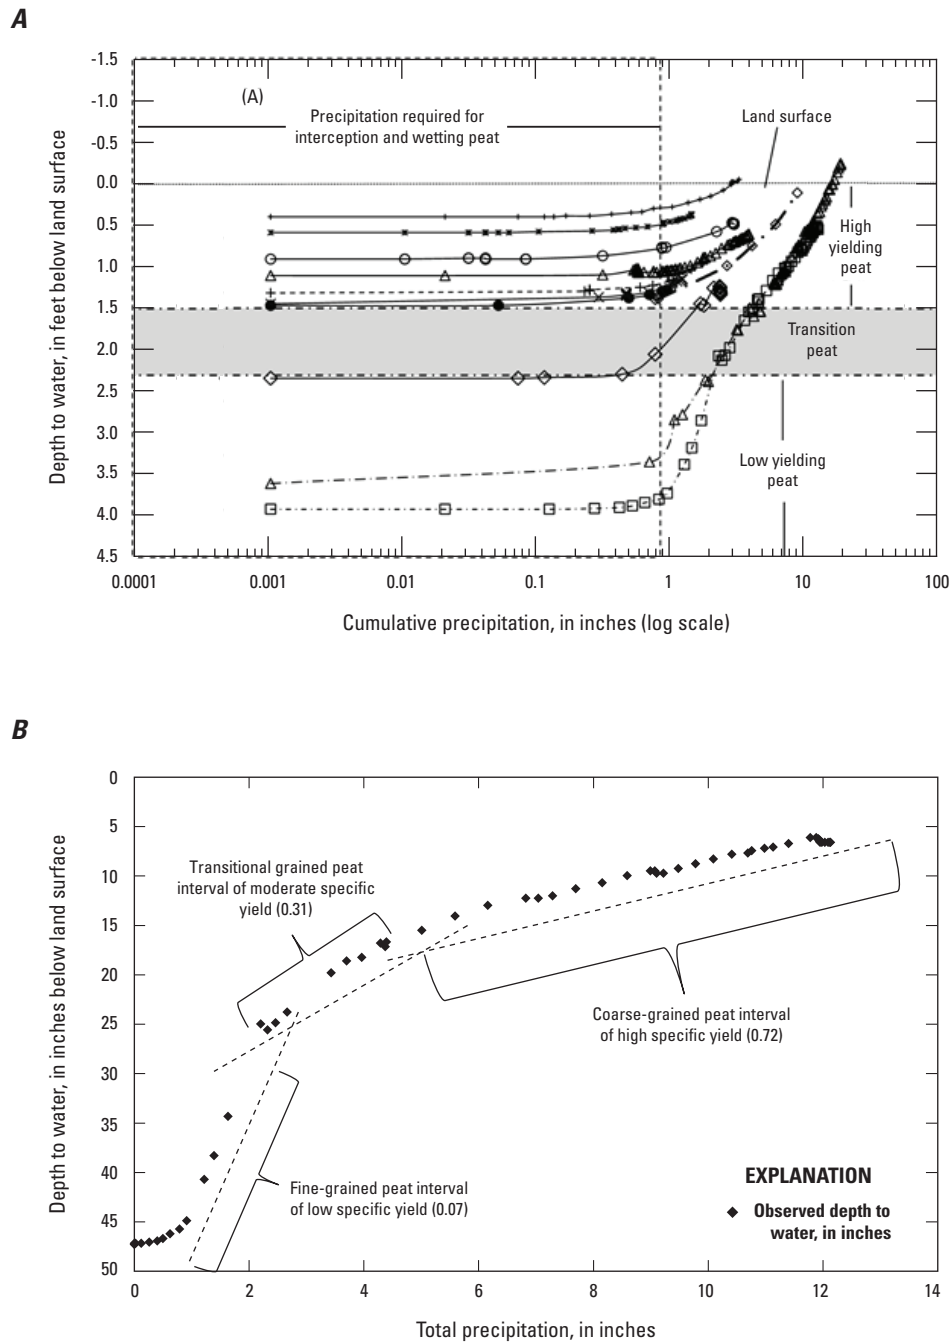 A
-1.5
-1.0
-0.5
0.0
0.5
1.0
1.5
2.0
2.5
3.0
3.5
4.0
4.5
Depth to water, in feet below land surface
(A)
Precipitation required for
interception and wetting peat
Land surface
High
yielding
peat
Transition
peat
Low yielding
peat
0.0001
0.001
0.01
0.1
1
10
100
Cumulative precipitation, in inches (log scale)
B
0
5
10
15
20
25
30
35
40
45
50
Depth to water, in inches below land surface
Transitional grained peat
interval of moderate specific
yield (0.31)
Coarse-grained peat interval
of high specific yield (0.72)
Fine-grained peat interval
of low specific yield (0.07)
EXPLANATION
Observed depth to
water, in inches
0
2
4
6
8
10
12
14
Total precipitation, in inches